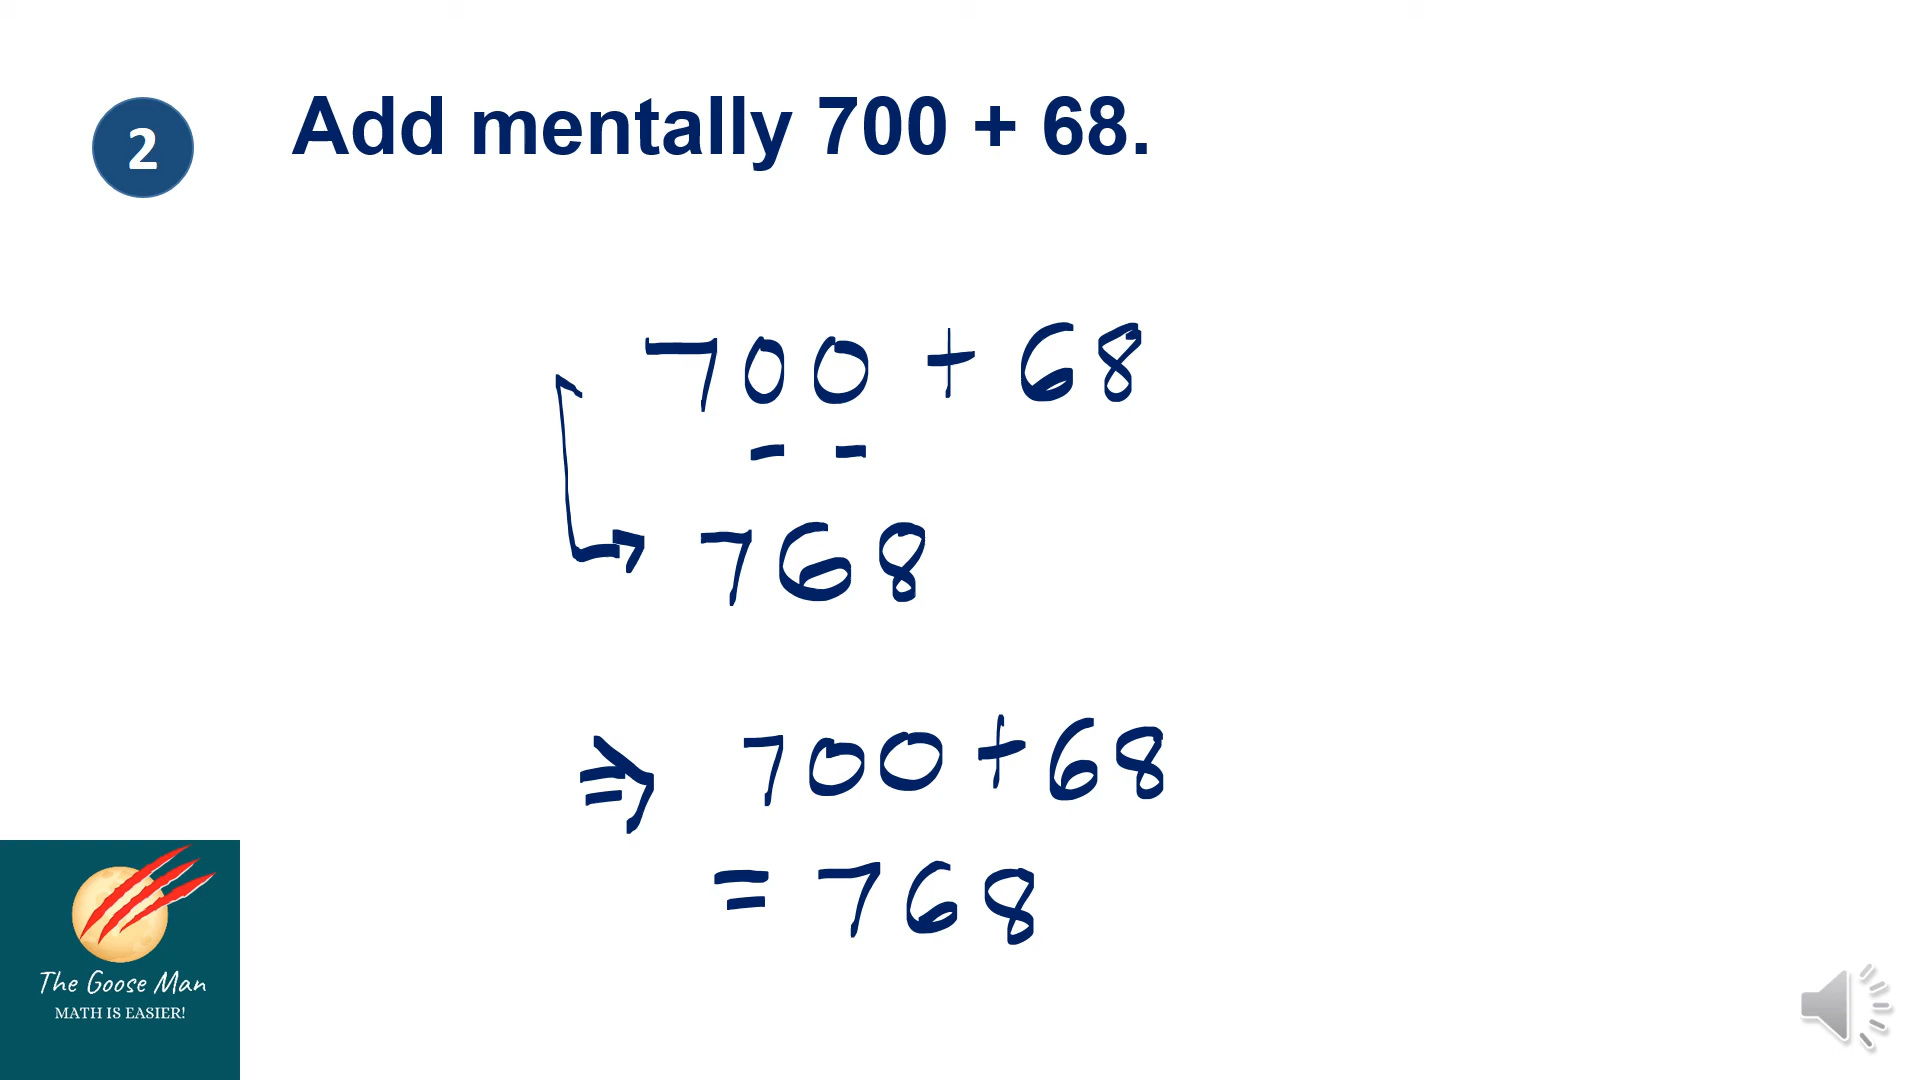 2
Add mentally 700 + 68.
700 + 68
768
⇒ 700 + 68
= 768
The Goose Man
MATH IS EASIER!